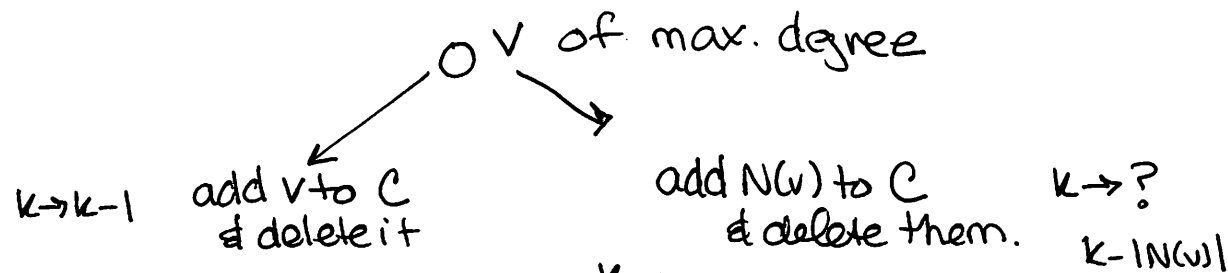 v of max. degree
k→k-1 add v to C add N(v) to C k→?
& delete it & delete them.
k-|N(v)|